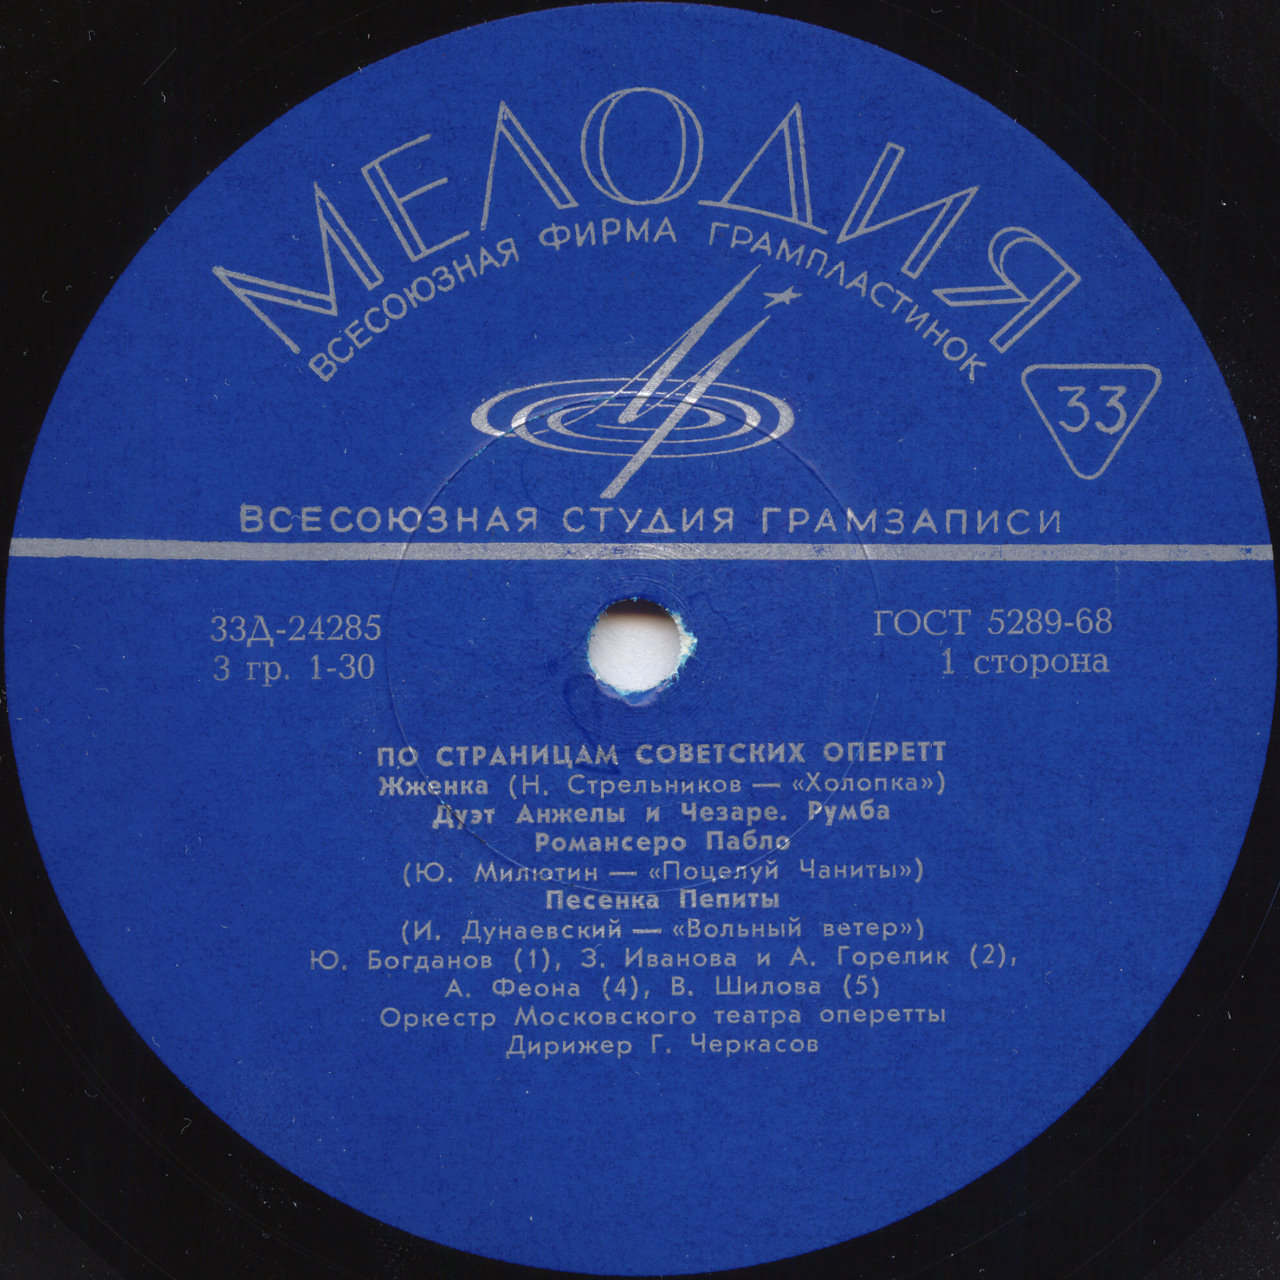 МЕЛОДИЯ
ВСЕСОЮЗНАЯ ФИРМА ГРАМПЛАСТИНОК
33
ВСЕСОЮЗНАЯ СТУДИЯ ГРАМЗАПИСИ
33Д-24285
ГОСТ 5289-68
3 гр. 1-30
1 сторона
ПО СТРАНИЦАМ СОВЕТСКИХ ОПЕРЕТТ
Жженка (Н. Стрельников — «Холопка»)
Дуэт Анжелы и Чезаре. Румба
Романсеро Пабло
(Ю. Милютин — «Поцелуй Чаниты»)
Песенка Пепиты
(И. Дунаевский — «Вольный ветер»)
Ю. Богданов (1), З. Иванова и А. Горелик (2),
А. Феона (4), В. Шилова (5)
Оркестр Московского театра оперетты
Дирижер Г. Черкасов